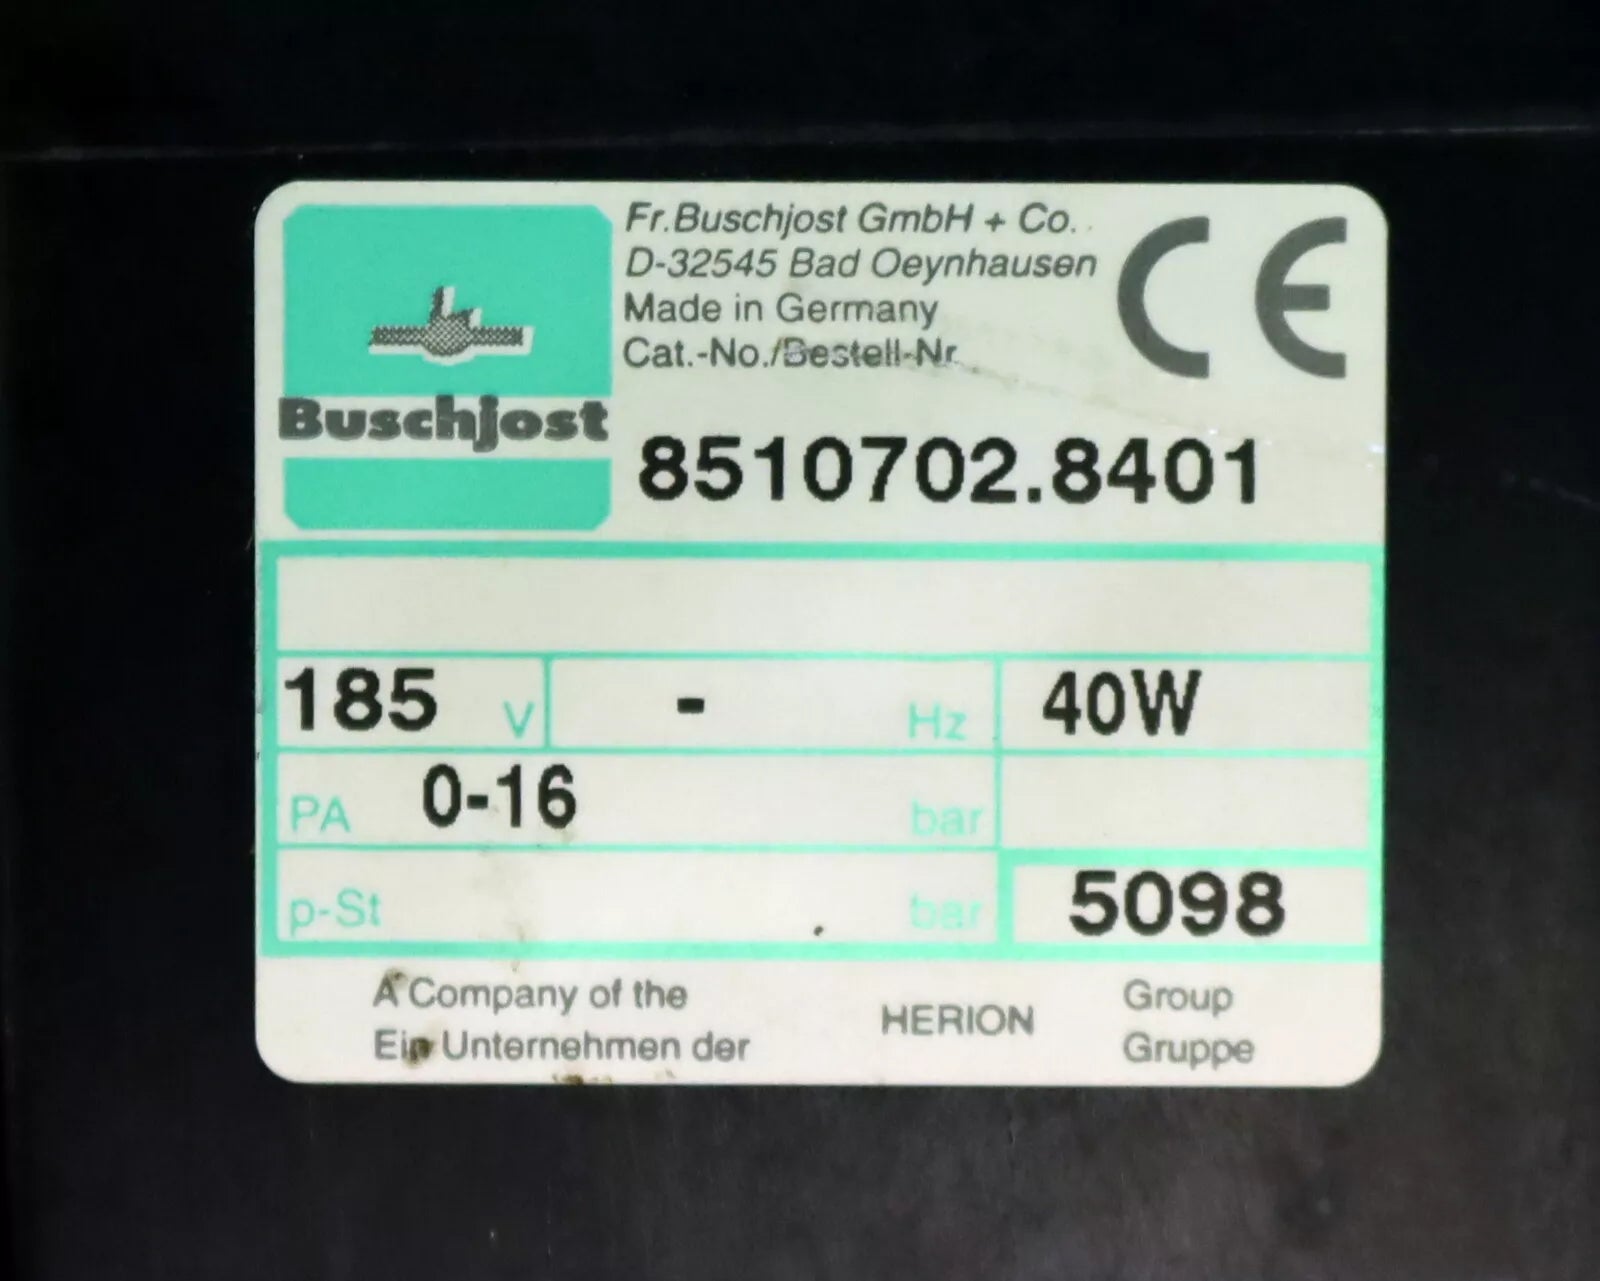 Fr.Buschjost GmbH + Co.
D-32545 Bad Oeynhausen
Made in Germany
Cat.-No./Bestell-Nr.
CE
Buschjost
8510702.8401
185 V - Hz 40W
PA 0-16 bar
p-St bar 5098
A Company of the HERION Group
Ein Unternehmen der Gruppe